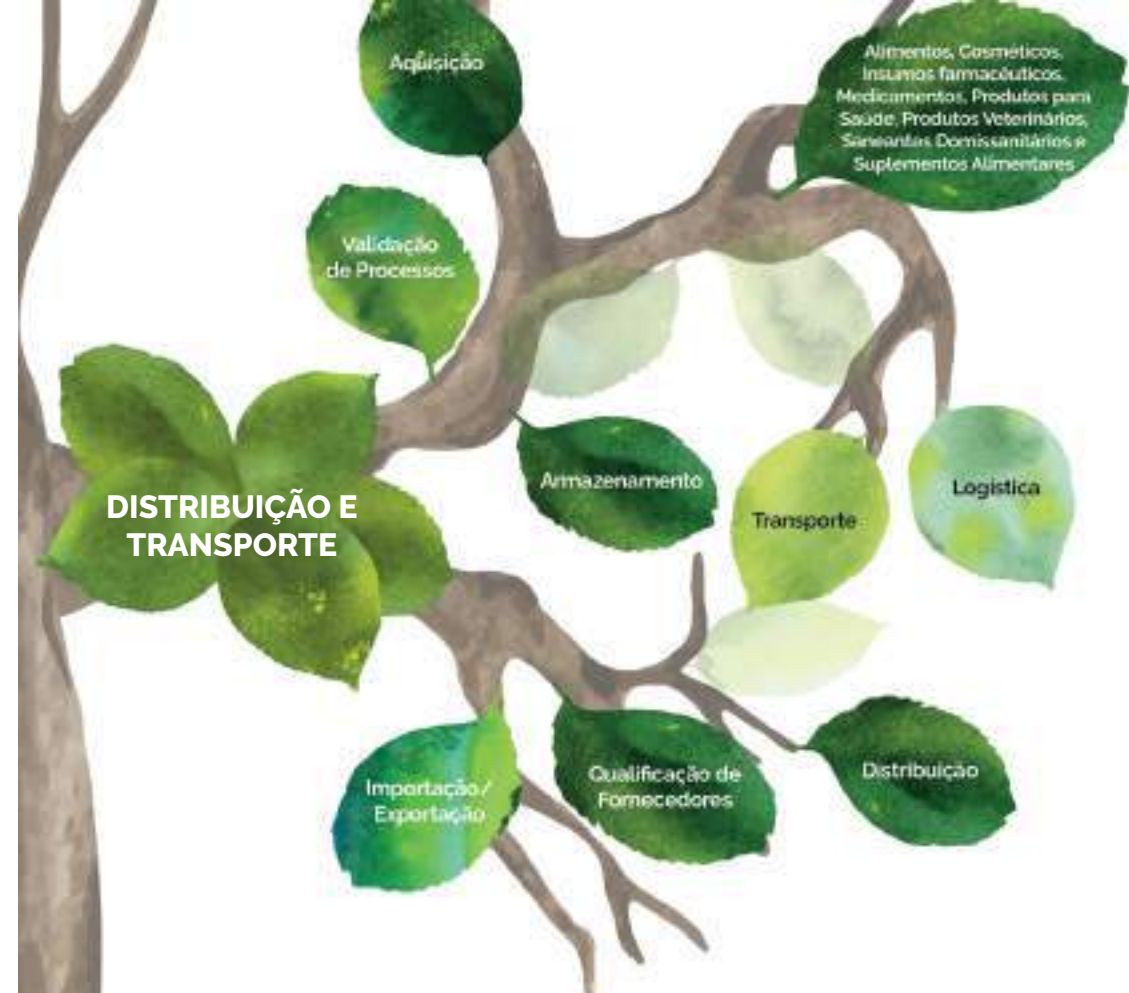 Aquisição
Alimentos, Cosméticos,
Insumos farmacêuticos,
Medicamentos, Produtos para
Saúde, Produtos Veterinários,
Saneantes Domissanitários e
Suplementos Alimentares
Validação
de Processos
Armazenamento
Transporte
Logística
DISTRIBUIÇÃO E
TRANSPORTE
Importação/
Exportação
Qualificação de
Fornecedores
Distribuição